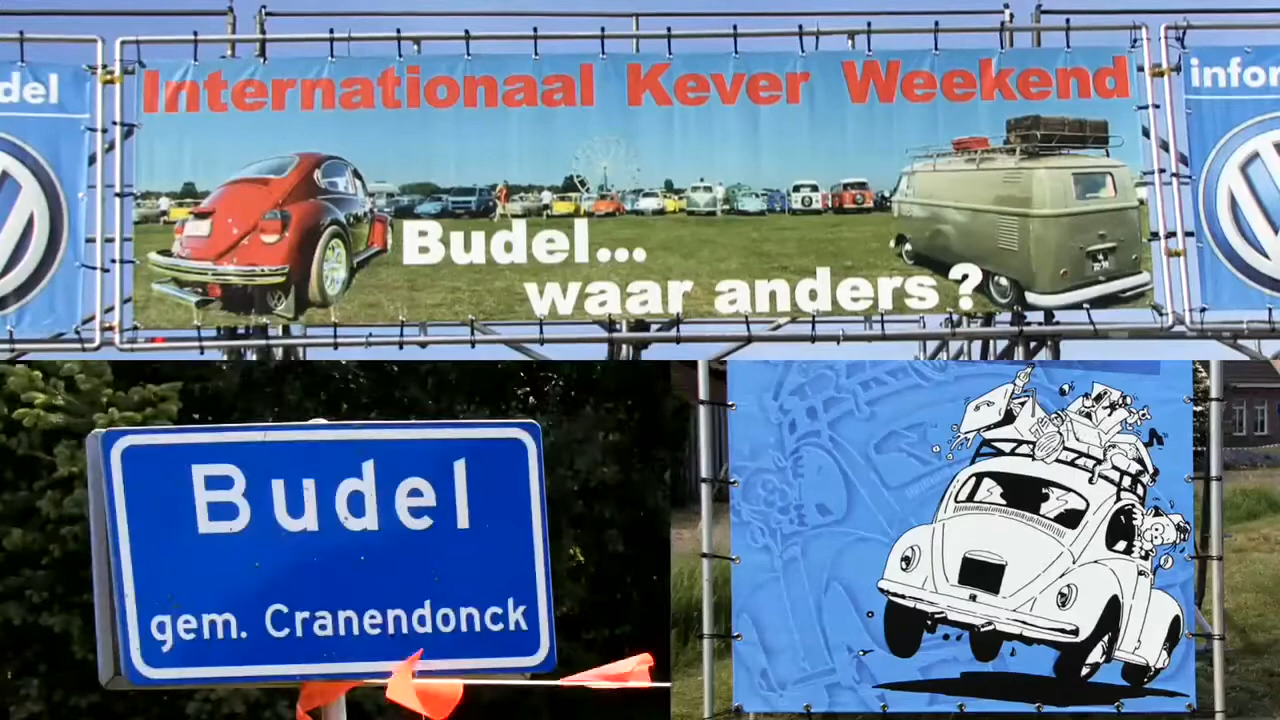 del
Internationaal Kever Weekend
infor
Budel...
waar anders?
Budel
gem. Cranendonck